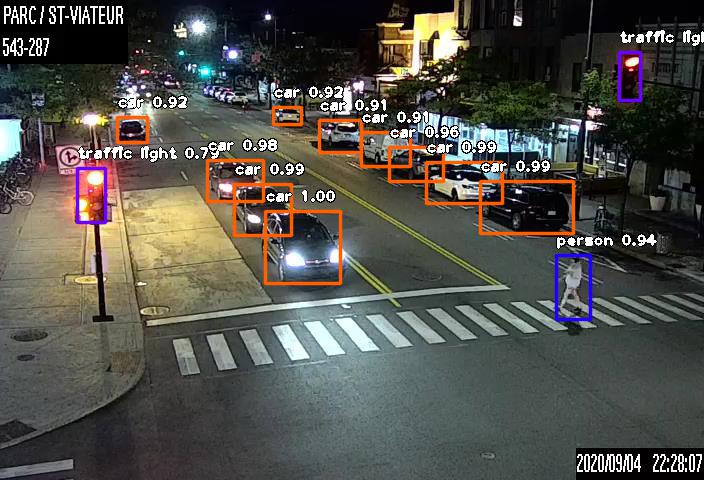 PARC / ST-VIATEUR
543-287
traffic lig
car 0.92
car 0.92
car 0.91
car 0.91
car 0.96
traffic light 0.79
car 0.98
car 0.99
car 0.99
car 0.99
car 1.00
person 0.94
2020/09/04 22:28:07